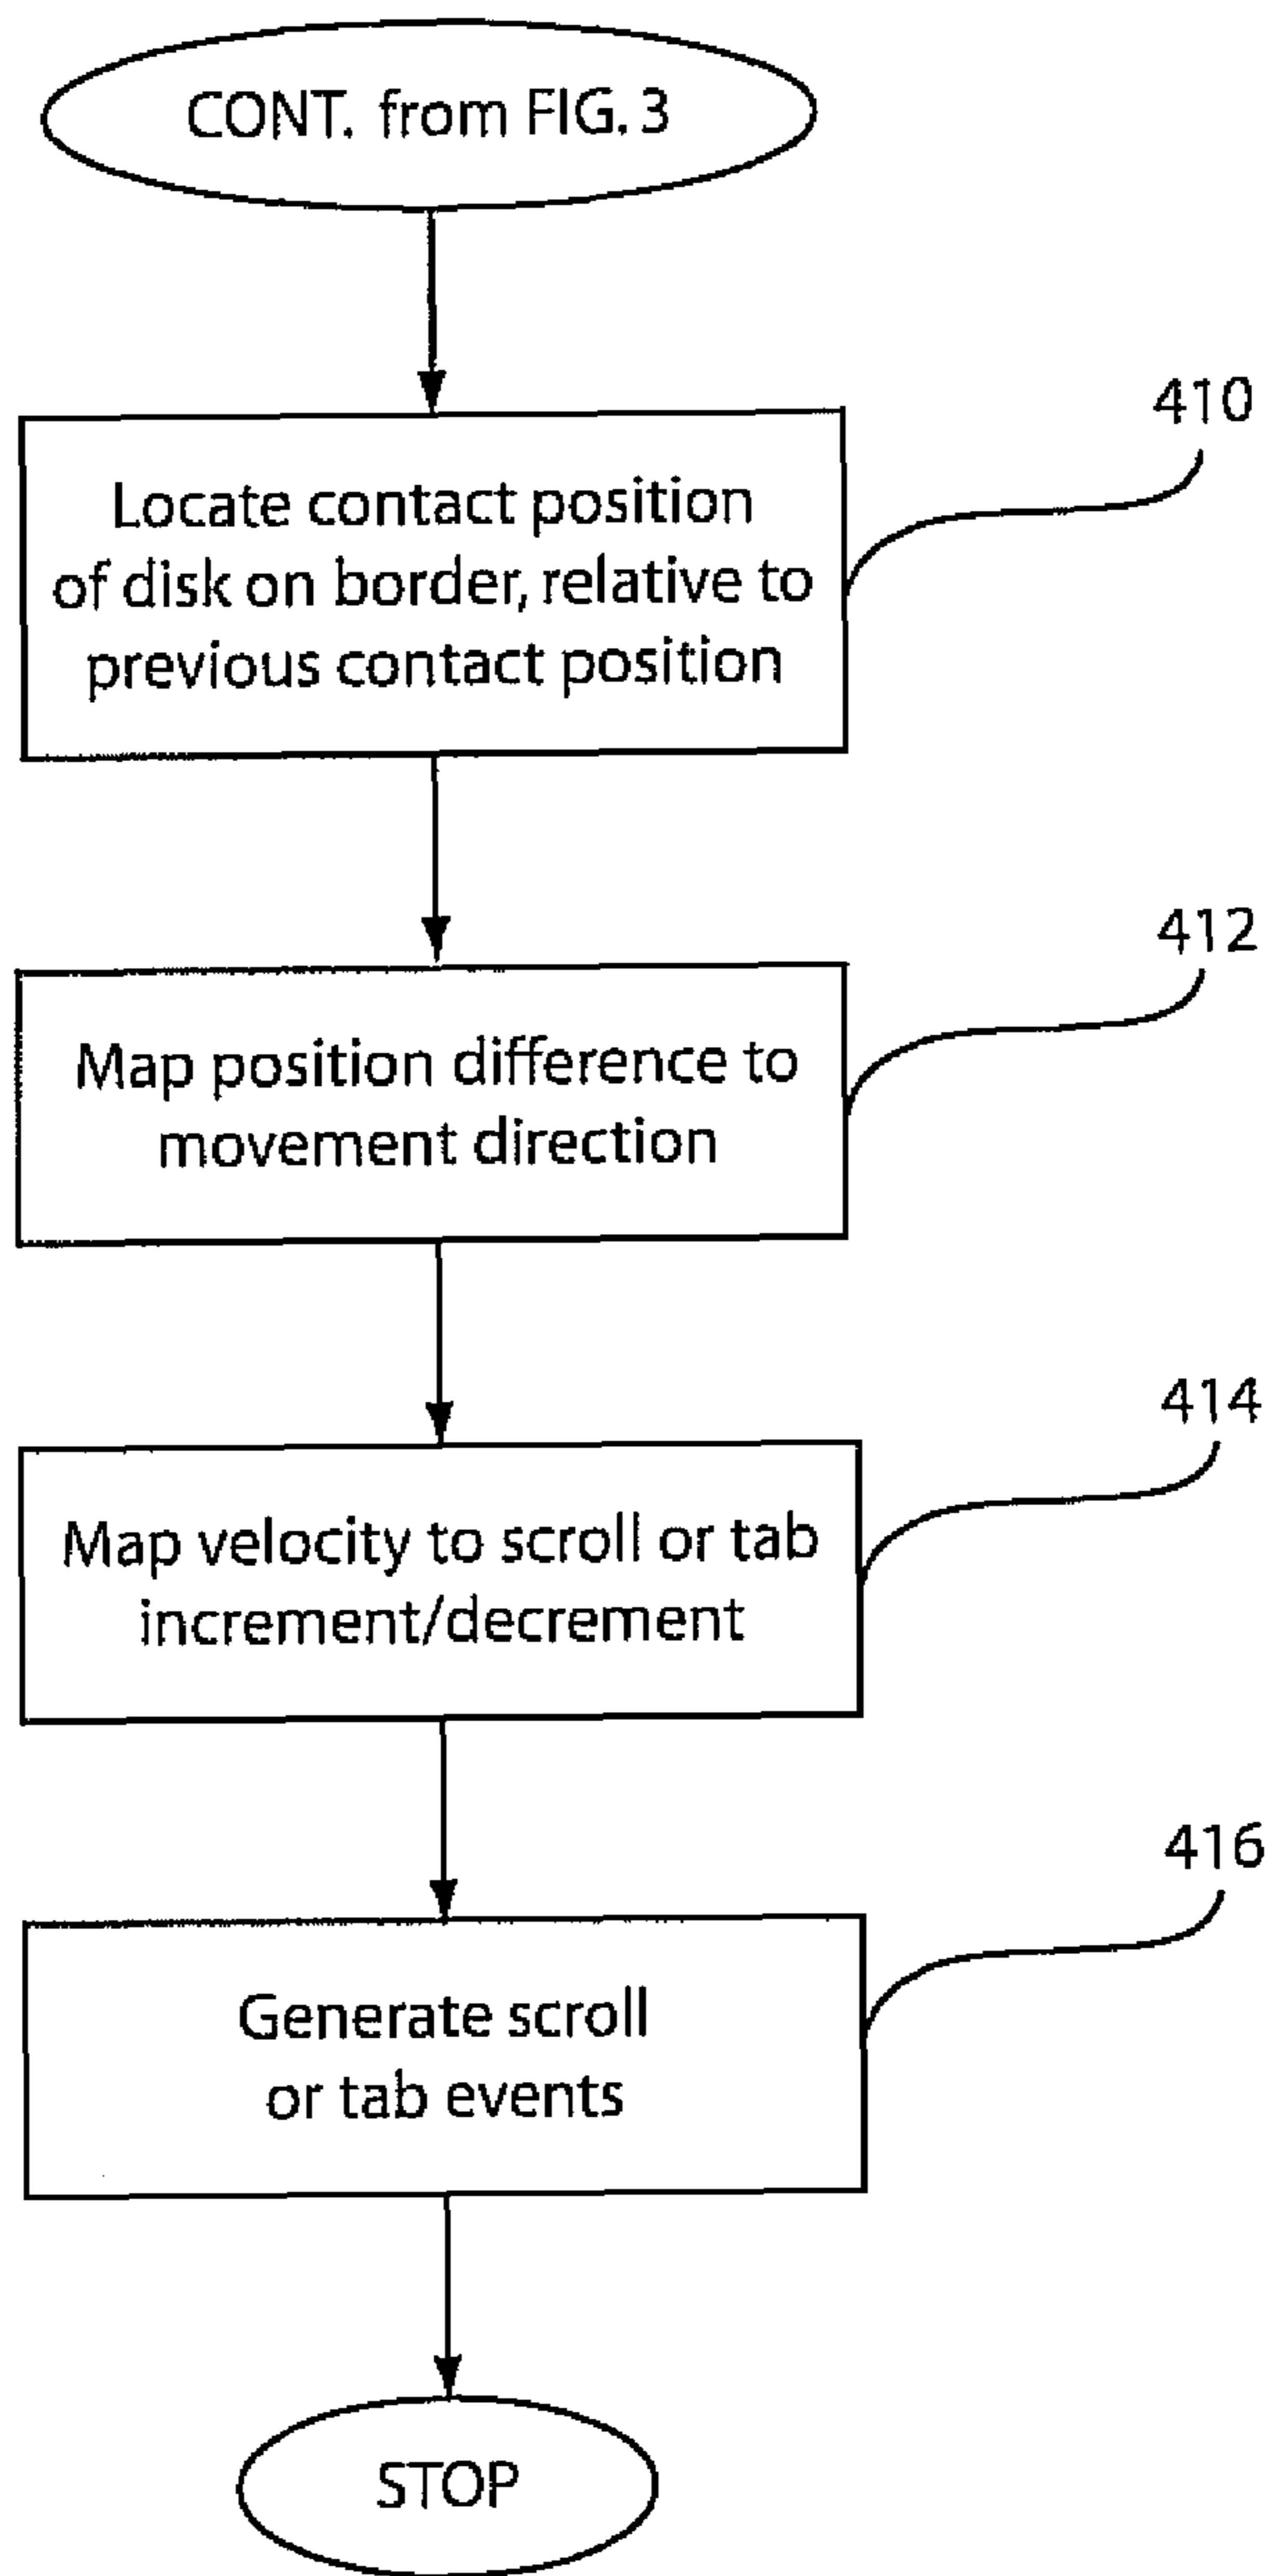 CONT. from FIG. 3
410
Locate contact position
of disk on border, relative to
previous contact position
412
Map position difference to
movement direction
414
Map velocity to scroll or tab
increment/decrement
416
Generate scroll
or tab events
STOP